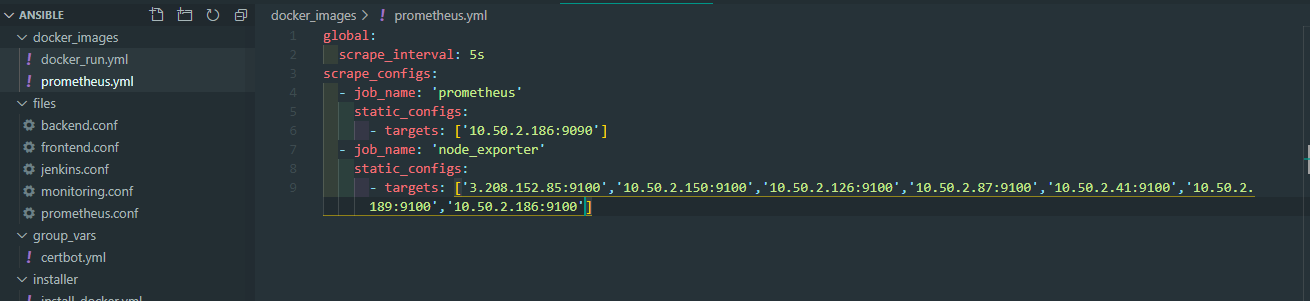 ANSIBLE
docker_images
docker_run.yml
prometheus.yml
files
backend.conf
frontend.conf
jenkins.conf
monitoring.conf
prometheus.conf
group_vars
certbot.yml
installer
install_docker.yml
docker_images > ! prometheus.yml
1 global:
2 scrape_interval: 5s
3 scrape_configs:
4 - job_name: 'prometheus'
5 static_configs:
6 - targets: ['10.50.2.186:9090']
7 - job_name: 'node_exporter'
8 static_configs:
9 - targets: ['3.208.152.85:9100','10.50.2.150:9100','10.50.2.126:9100','10.50.2.87:9100','10.50.2.41:9100','10.50.2.
189:9100','10.50.2.186:9100']